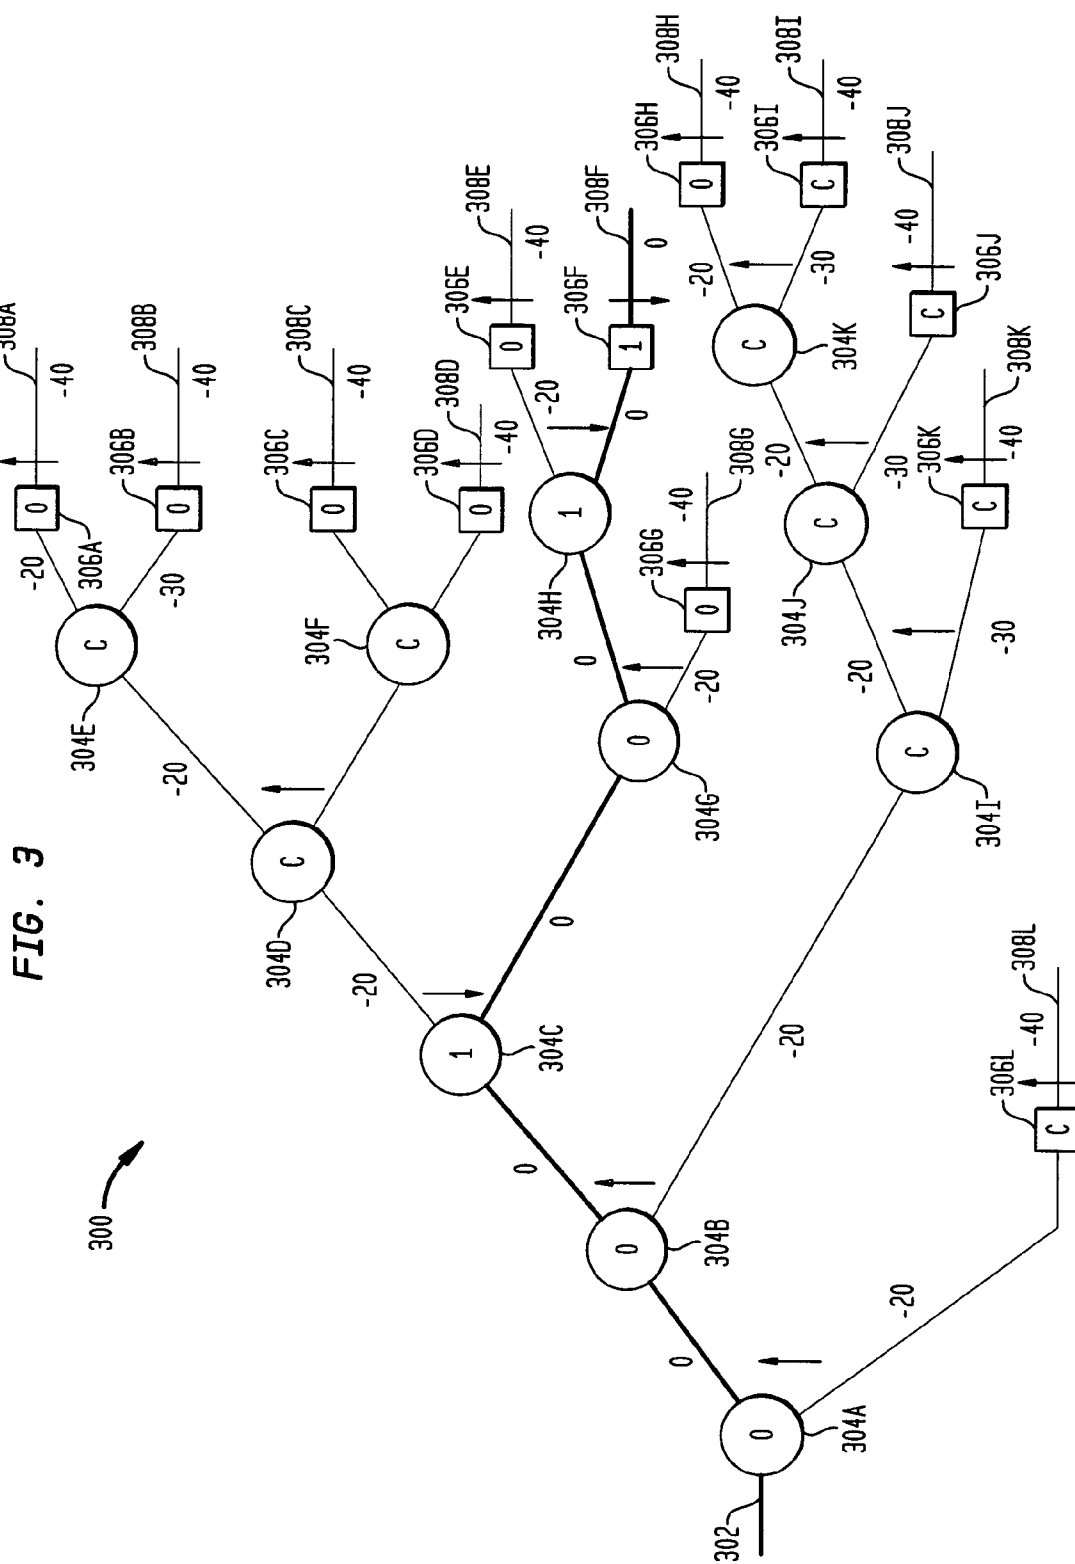 FIG. 3
300
302
304A
0
0
-20
304B
0
0
-20
304C
1
-20
0
304D
C
-20
304E
C
-20
-30
306A
0
308A
-40
306B
0
308B
-40
304F
C
306C
0
308C
-40
306D
0
308D
-40
304G
0
0
-20
306G
0
308G
-40
304H
1
-20
0
306E
0
308E
-40
306F
1
308F
0
304I
C
-20
-30
304J
C
-20
-30
304K
C
-20
-30
306H
0
308H
-40
306I
C
308I
-40
306J
C
308J
-40
306K
C
308K
-40
306L
C
308L
-40